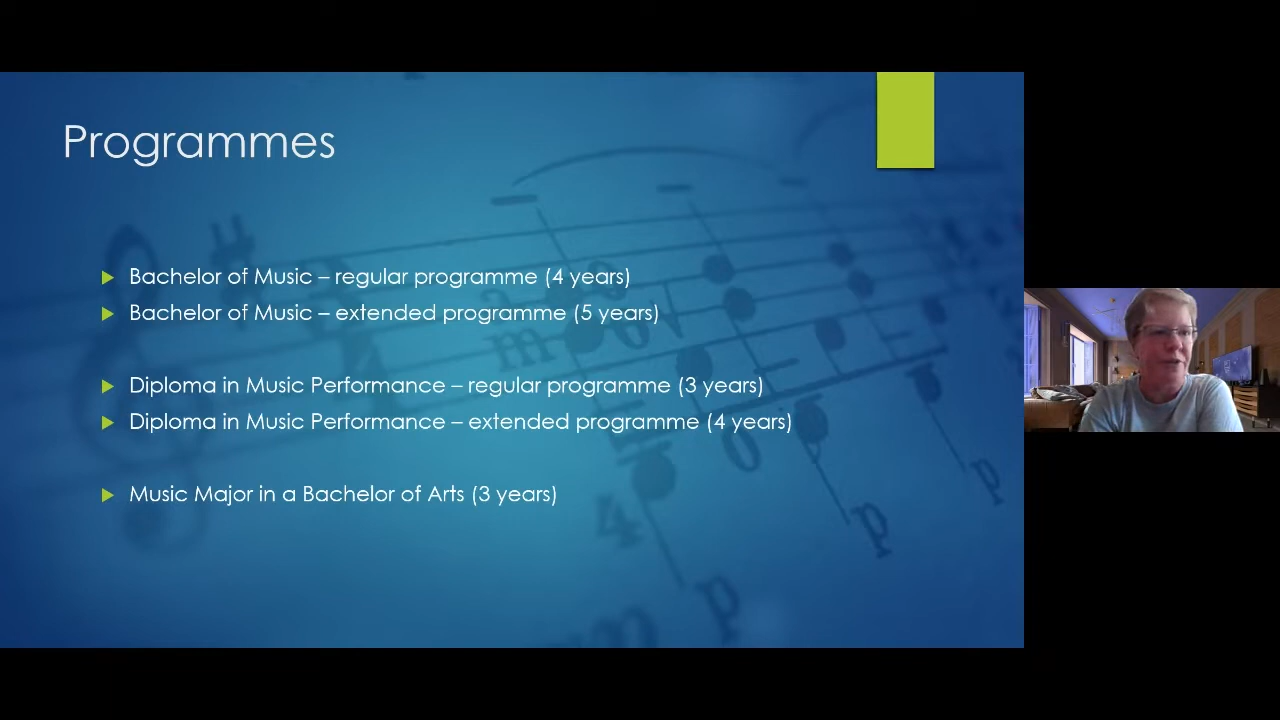 Programmes
Bachelor of Music – regular programme (4 years)
Bachelor of Music – extended programme (5 years)
Diploma in Music Performance – regular programme (3 years)
Diploma in Music Performance – extended programme (4 years)
Music Major in a Bachelor of Arts (3 years)